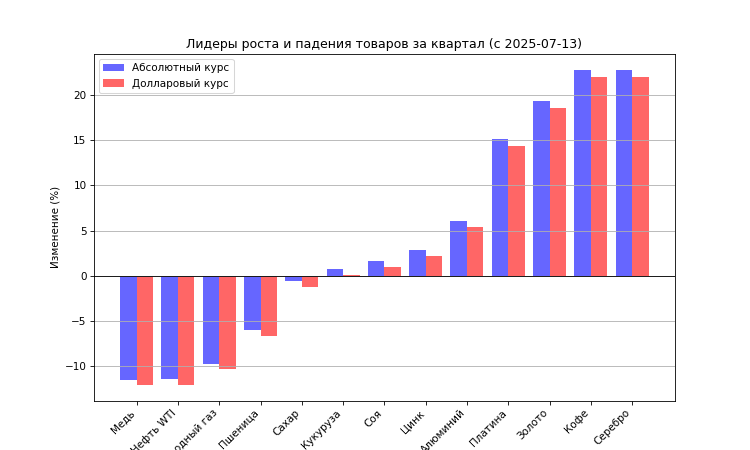 Лидеры роста и падения товаров за квартал (с 2025-07-13)
Абсолютный курс
Долларовый курс
Изменение (%)
20
15
10
5
0
−5
−10
Медь
Нефть WTI
одный газ
Пшеница
Сахар
Кукуруза
Соя
Цинк
Алюминий
Платина
Золото
Кофе
Серебро